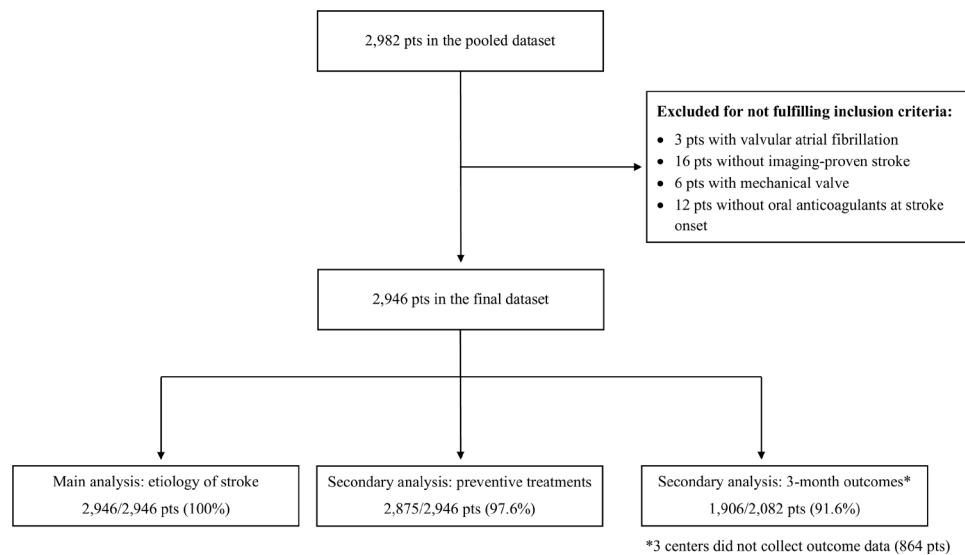 2,982 pts in the pooled dataset
Excluded for not fulfilling inclusion criteria:
• 3 pts with valvular atrial fibrillation
• 16 pts without imaging-proven stroke
• 6 pts with mechanical valve
• 12 pts without oral anticoagulants at stroke
onset
2,946 pts in the final dataset
Main analysis: etiology of stroke
2,946/2,946 pts (100%)
Secondary analysis: preventive treatments
2,875/2,946 pts (97.6%)
Secondary analysis: 3-month outcomes*
1,906/2,082 pts (91.6%)
*3 centers did not collect outcome data (864 pts)